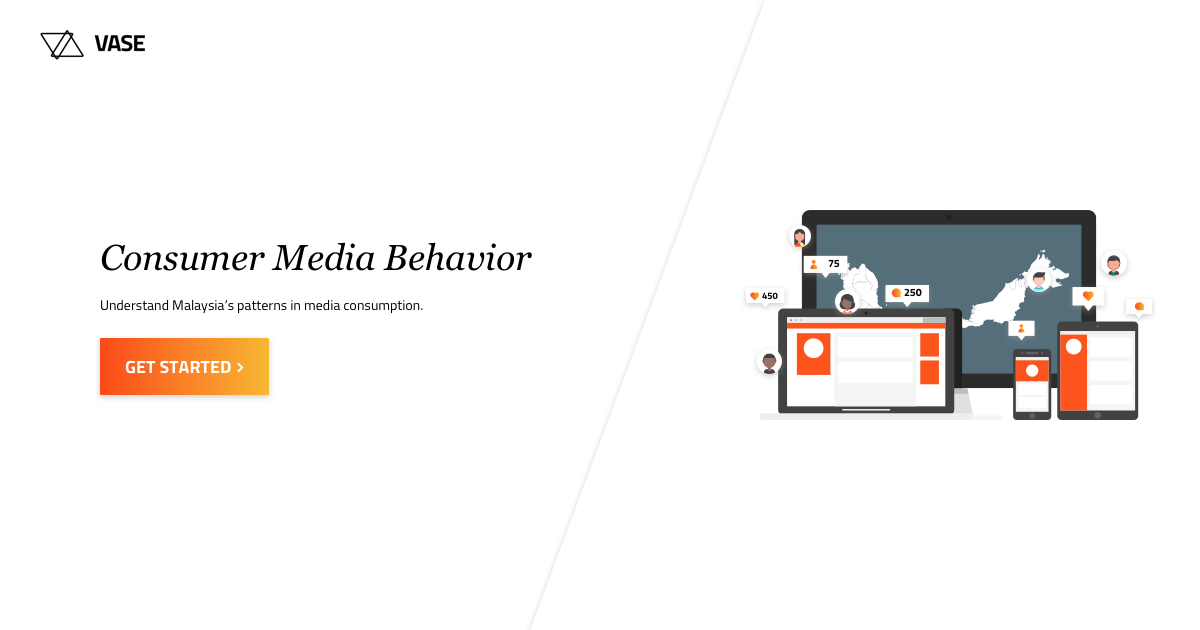 VASE
Consumer Media Behavior
Understand Malaysia’s patterns in media consumption.
GET STARTED >
75
450
250